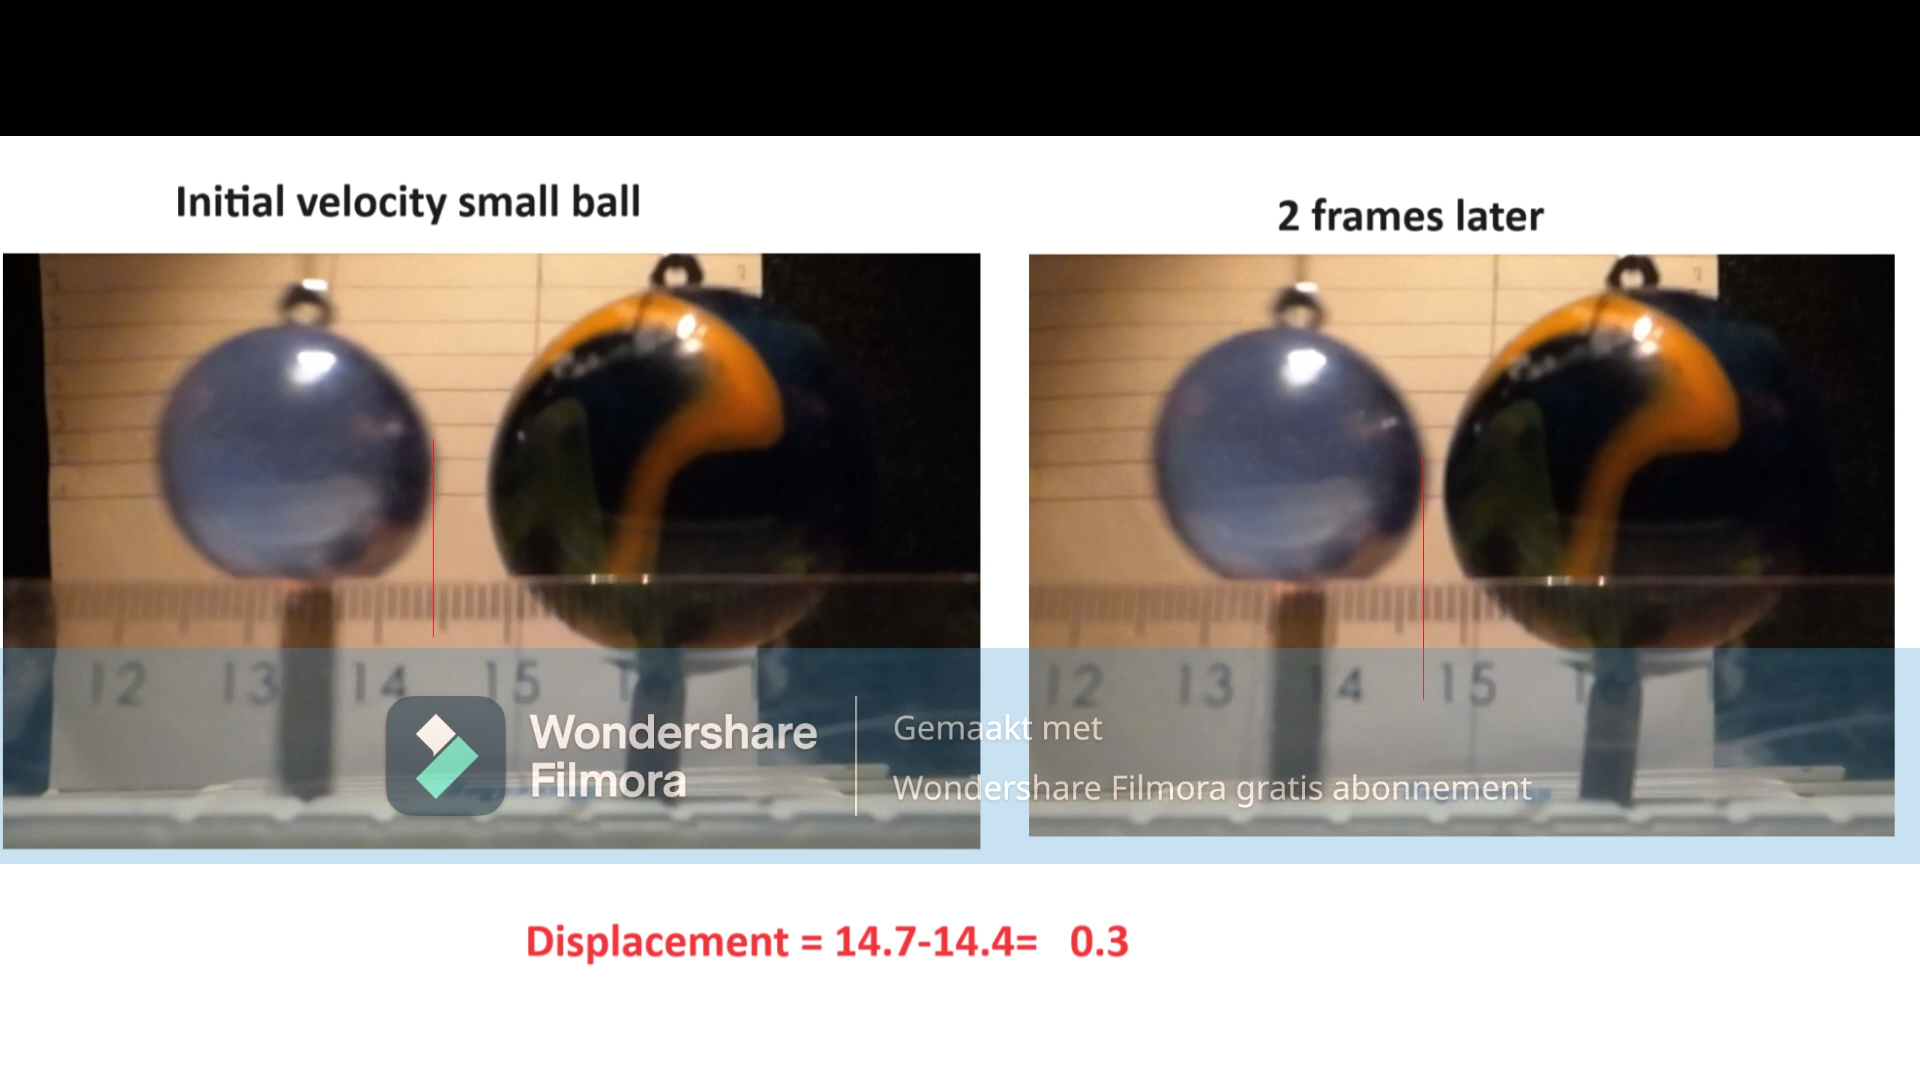 Initial velocity small ball
2 frames later
12 13 14 15
12 13 14 15
Wondershare
Filmora
Gemaakt met
Wondershare Filmora gratis abonnement
Displacement = 14.7-14.4= 0.3